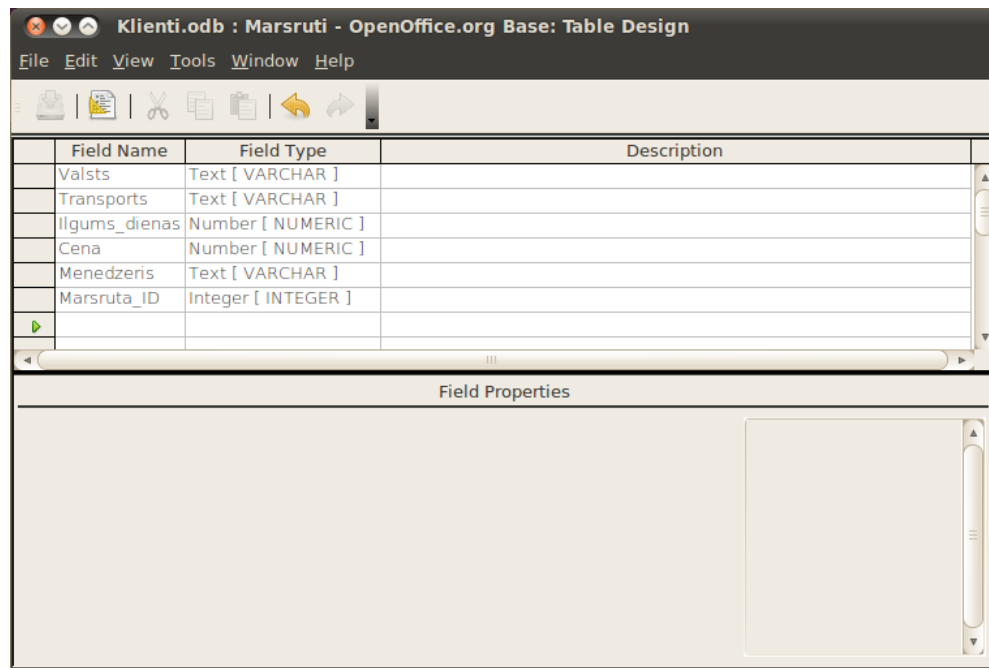 Klienti.odb : Marsruti - OpenOffice.org Base: Table Design
File Edit View Tools Window Help
Field Name Field Type Description
Valsts Text [ VARCHAR ]
Transports Text [ VARCHAR ]
Ilgums_dienas Number [ NUMERIC ]
Cena Number [ NUMERIC ]
Menedzeris Text [ VARCHAR ]
Marsruta_ID Integer [ INTEGER ]
Field Properties